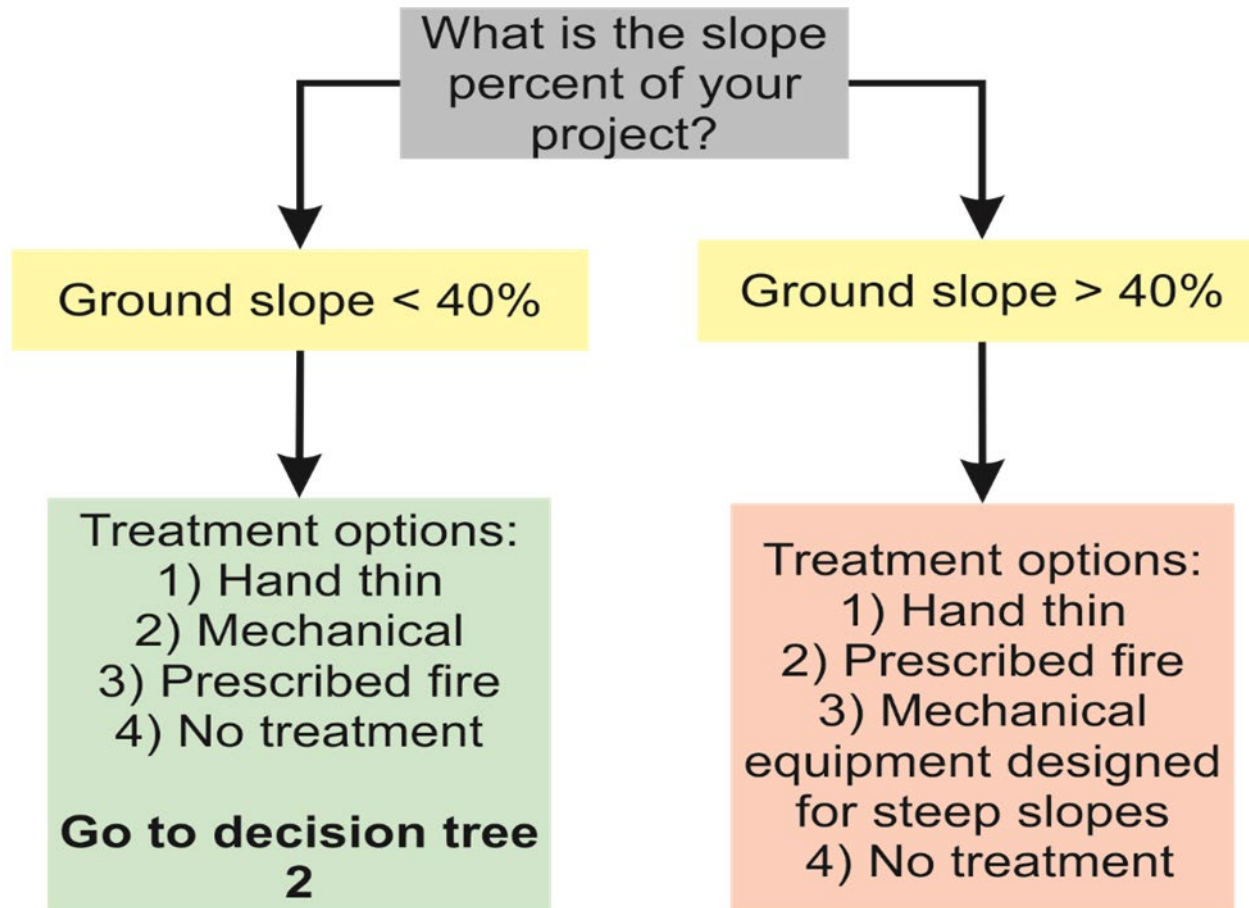 What is the slope
percent of your
project?
Ground slope < 40%
Ground slope > 40%
Treatment options:
1) Hand thin
2) Mechanical
3) Prescribed fire
4) No treatment
Go to decision tree
2
Treatment options:
1) Hand thin
2) Prescribed fire
3) Mechanical
equipment designed
for steep slopes
4) No treatment